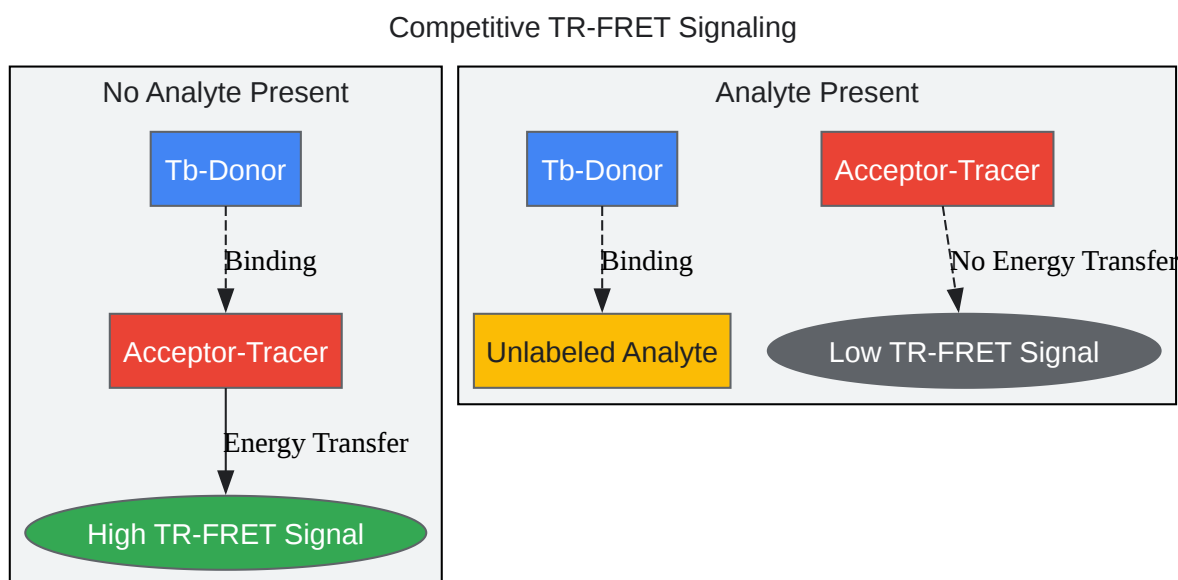 Competitive TR-FRET Signaling
No Analyte Present
Tb-Donor
Binding
Acceptor-Tracer
Energy Transfer
High TR-FRET Signal
Analyte Present
Tb-Donor
Binding
Unlabeled Analyte
Acceptor-Tracer
No Energy Transfer
Low TR-FRET Signal